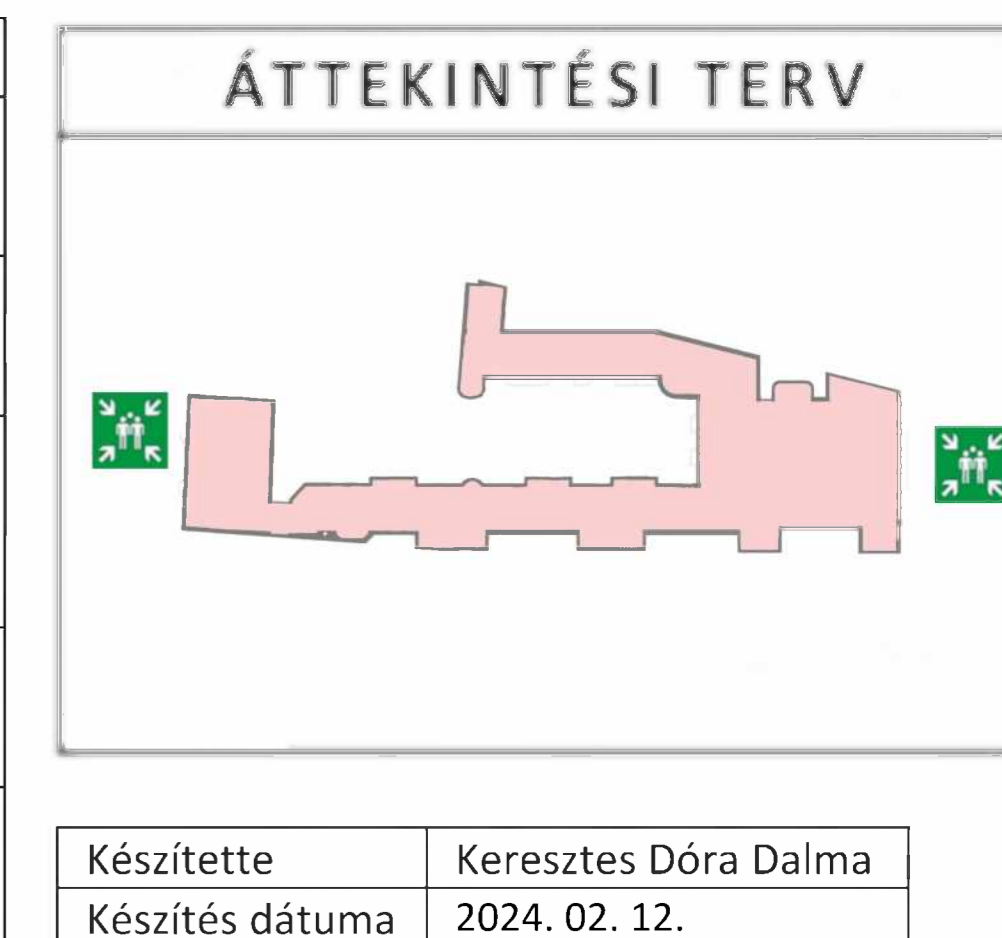 ÁTTEKINTÉSI TERV
Készítette Keresztes Dóra Dalma
Készítés dátuma 2024. 02. 12.